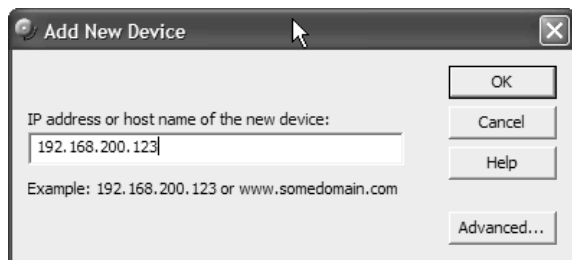 Add New Device
OK
IP address or host name of the new device:
Cancel
192.168.200.123
Help
Example: 192.168.200.123 or www.somedomain.com
Advanced...